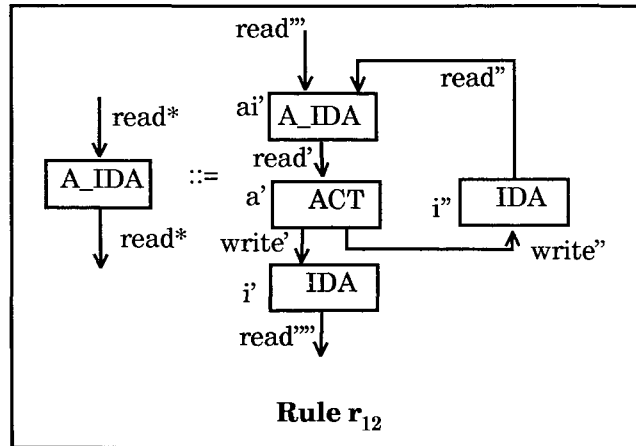 read*
A_IDA
read*
::=
read'''
read''
ai'
A_IDA
read'
a'
ACT
i''
IDA
write'
write''
i'
IDA
read''''
Rule r12